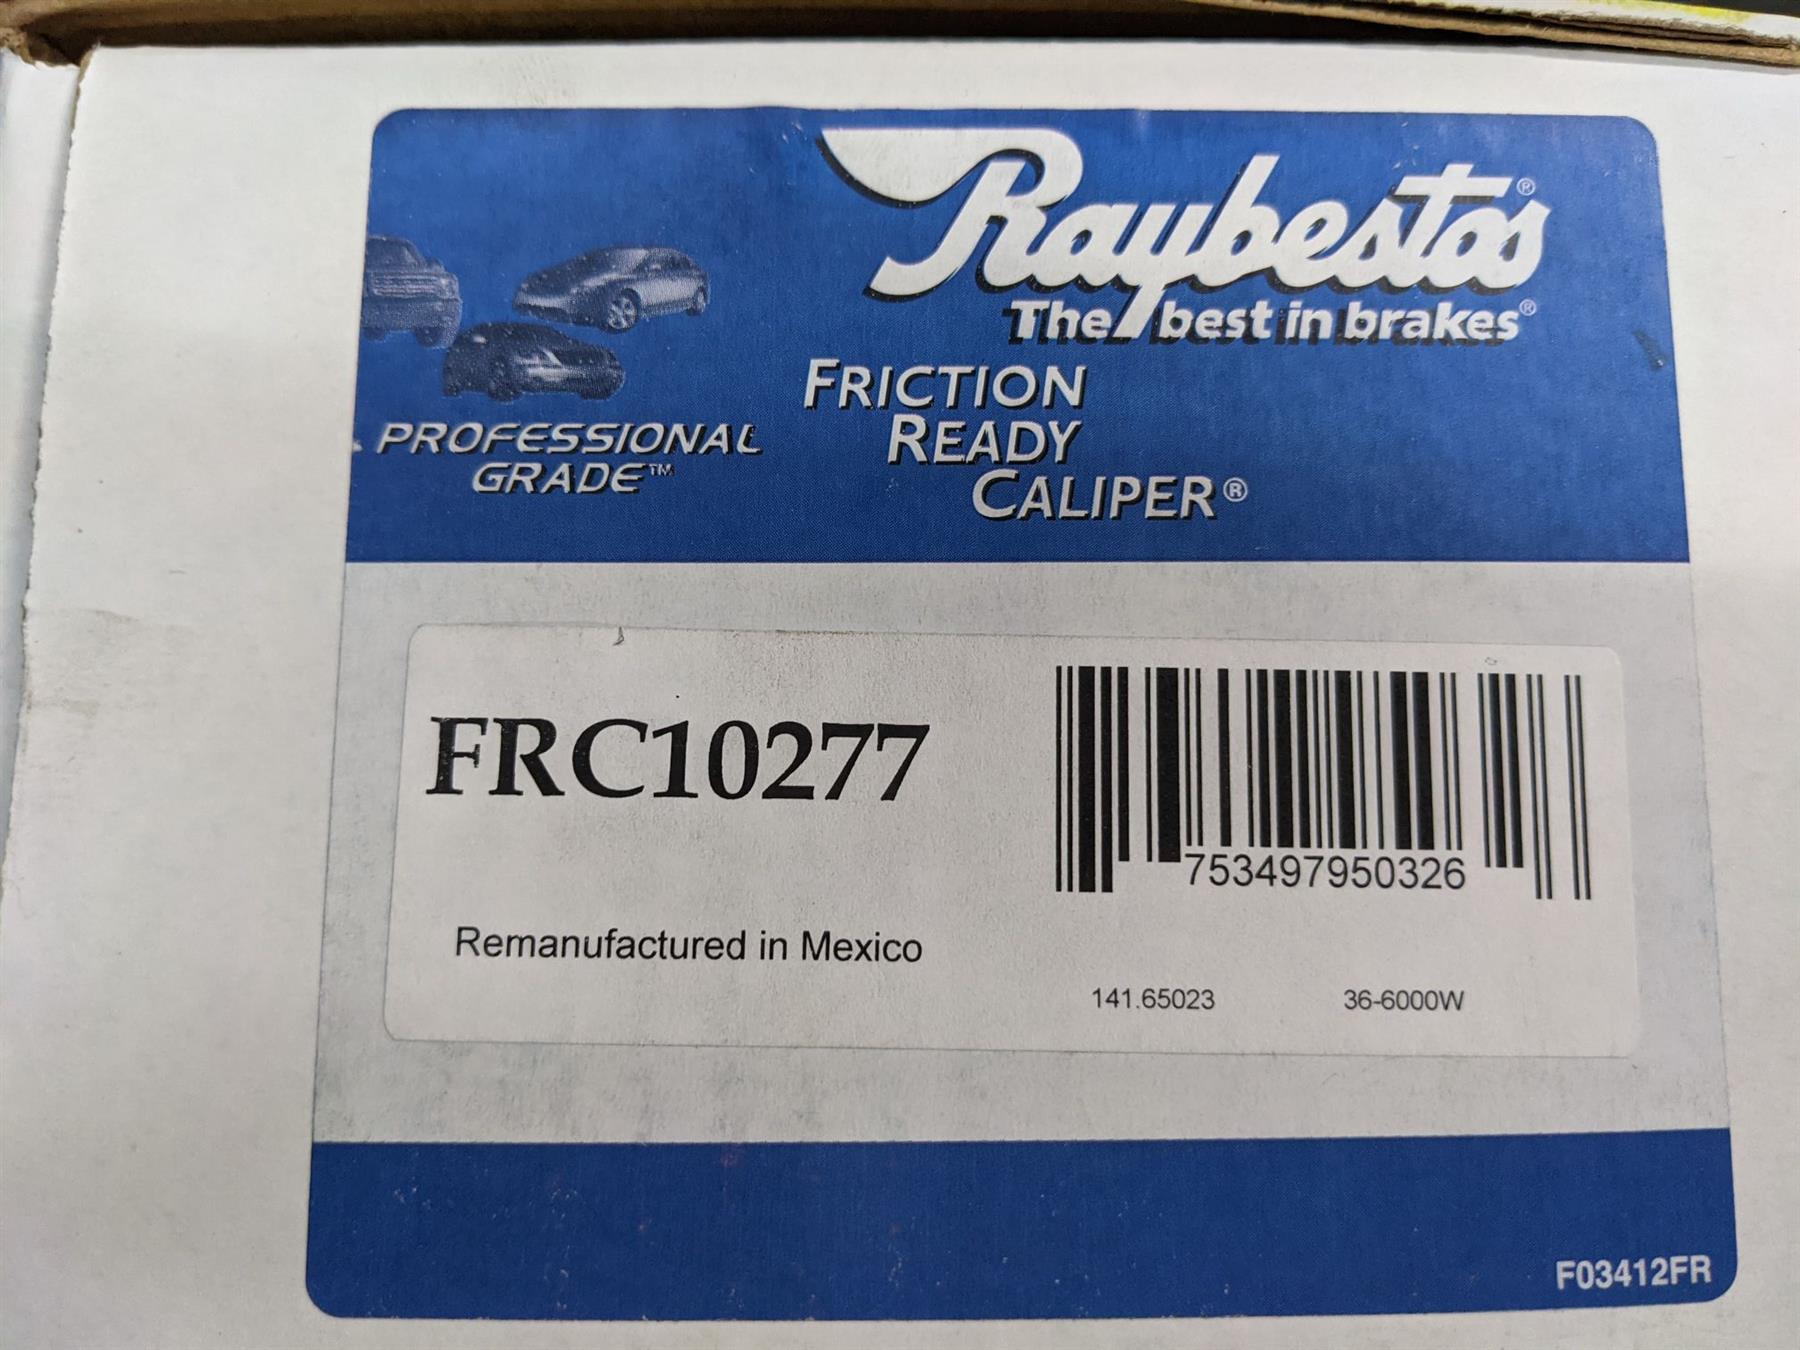 Raybestos®
The best in brakes®
PROFESSIONAL
GRADE™
FRICTION
READY
CALIPER®
FRC10277
753497950326
Remanufactured in Mexico
141.65023 36-6000W
F03412FR